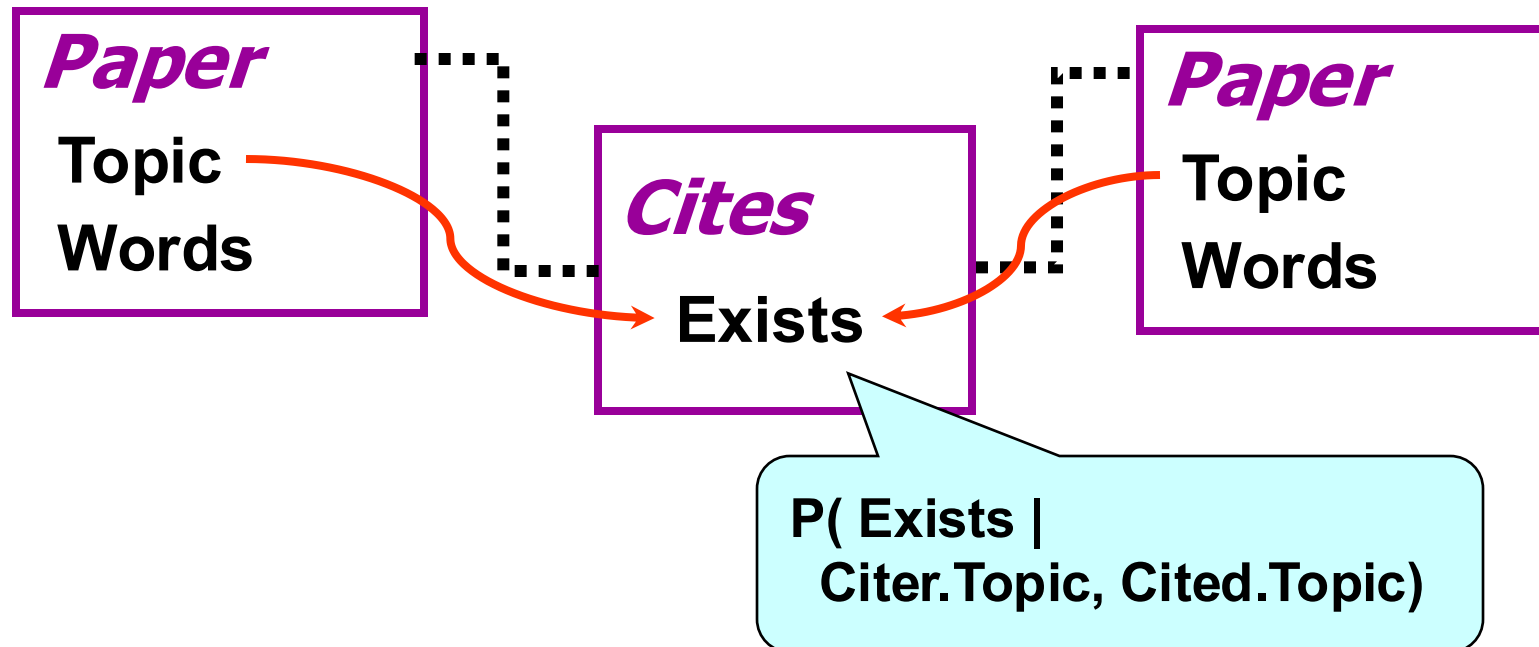 Paper
Topic
Words
Cites
Exists
Paper
Topic
Words
P( Exists |
Citer.Topic, Cited.Topic)